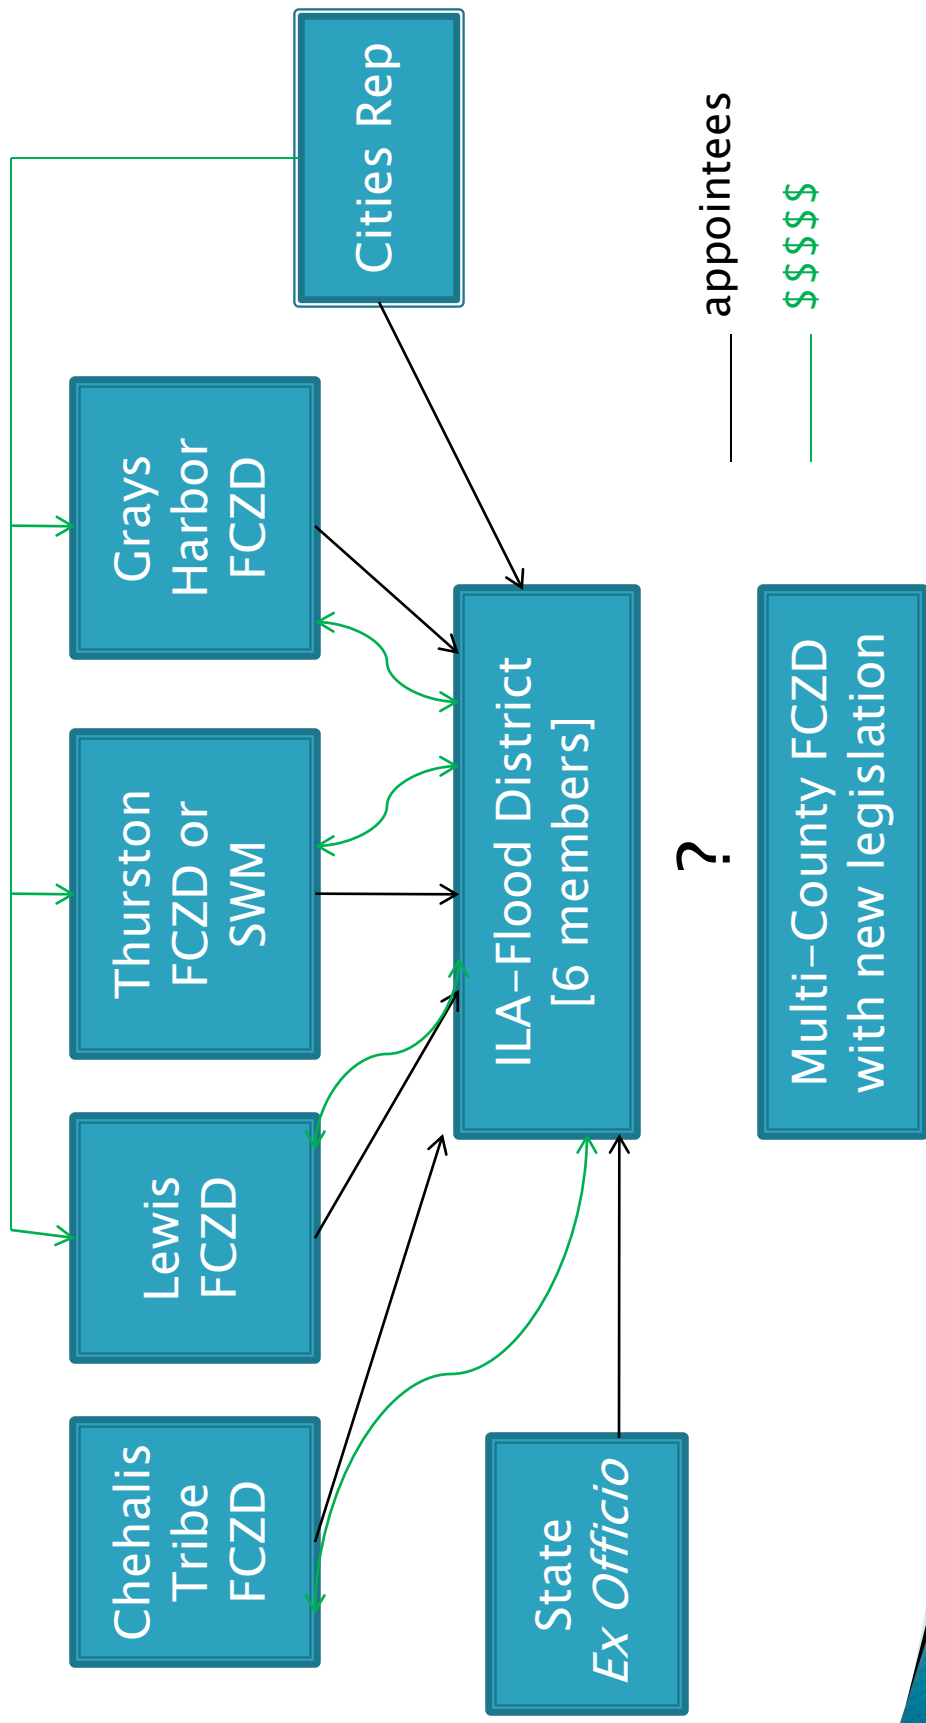 Chehalis
Tribe
FCZD
Lewis
FCZD
Thurston
FCZD or
SWM
Grays
Harbor
FCZD
Cities Rep
State
Ex Officio
ILA-Flood District
[6 members]
?
Multi-County FCZD
with new legislation
appointees
$$$$$